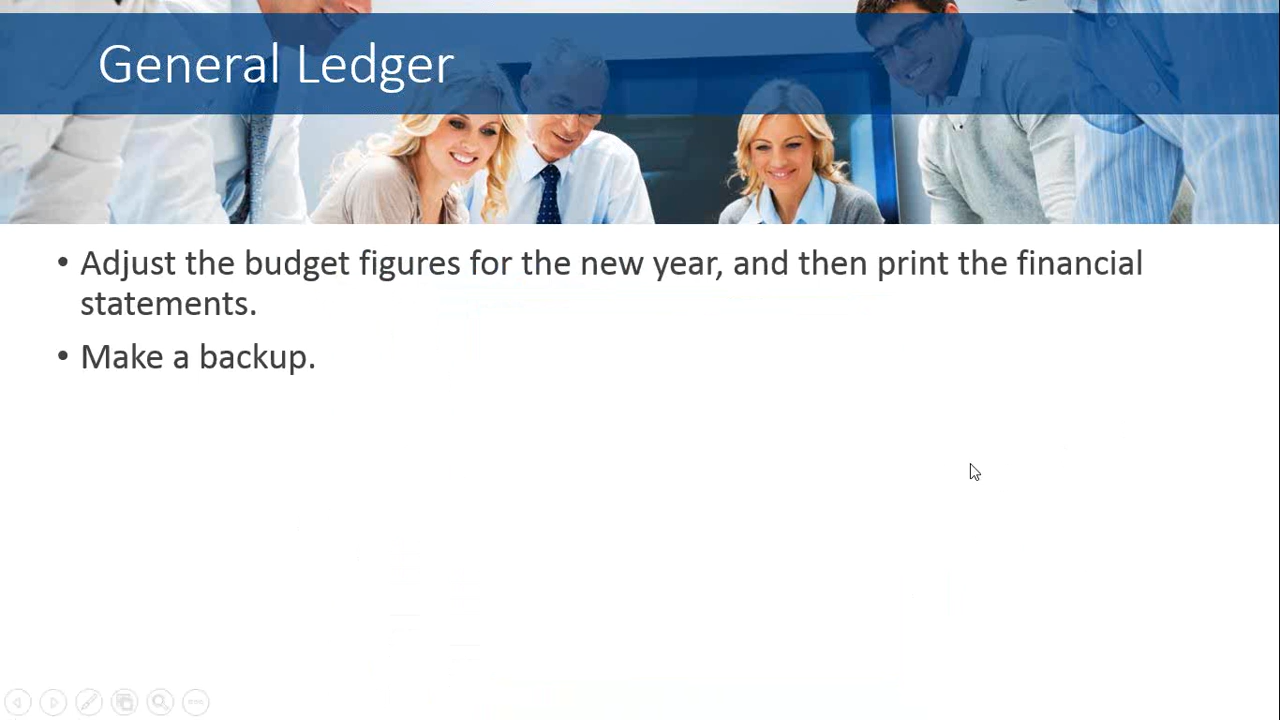 General Ledger
• Adjust the budget figures for the new year, and then print the financial
statements.
• Make a backup.